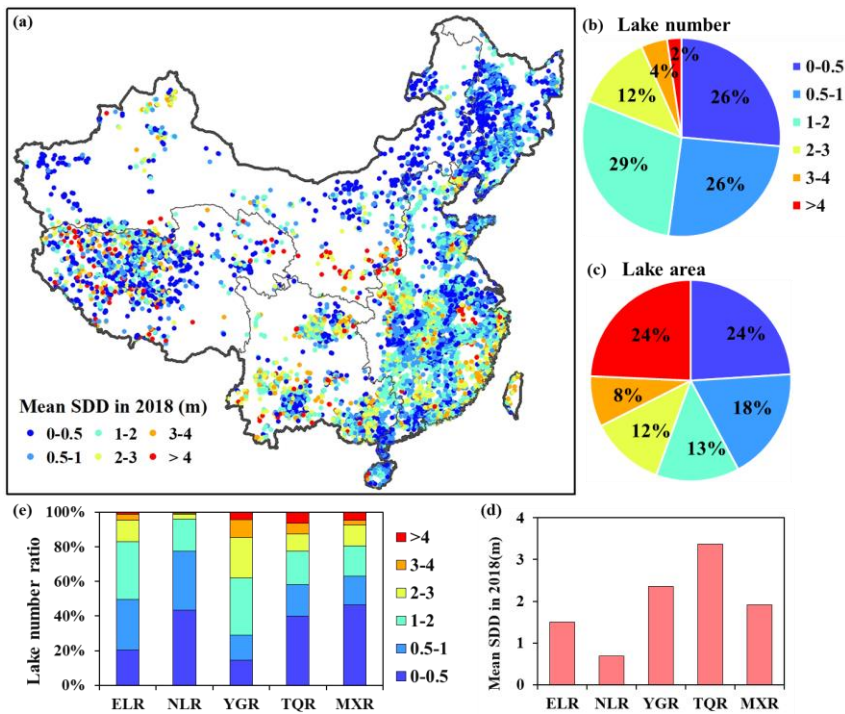 (a)
Mean SDD in 2018 (m)
0-0.5 1-2 3-4
0.5-1 2-3 > 4
(b) Lake number
2%
4%
12%
26%
29%
26%
0-0.5
0.5-1
1-2
2-3
3-4
>4
(c) Lake area
24%
24%
8%
18%
12%
13%
(e)
Lake number ratio
100%
80%
60%
40%
20%
0%
ELR NLR YGR TQR MXR
>4
3-4
2-3
1-2
0.5-1
0-0.5
(d)
Mean SDD in 2018(m)
4
3
2
1
0
ELR NLR YGR TQR MXR